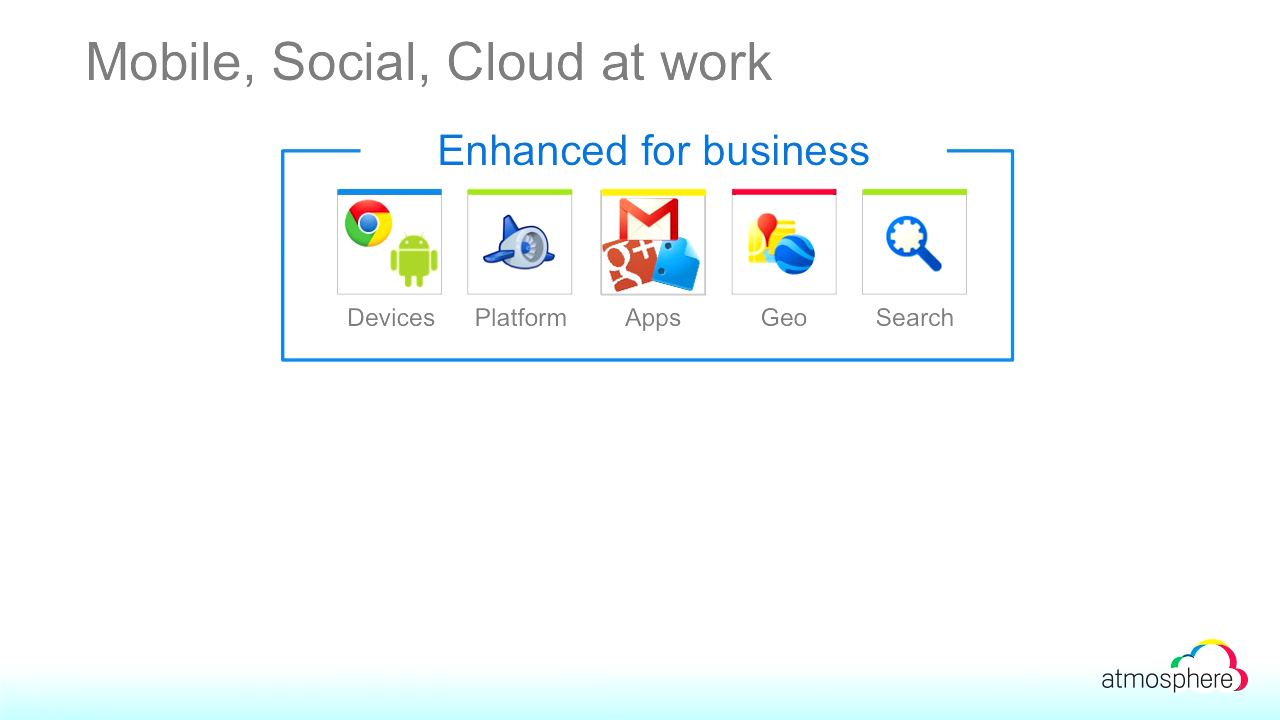 Mobile, Social, Cloud at work
Enhanced for business
g+
Devices
Platform
Apps
Geo
Search
atmosphere